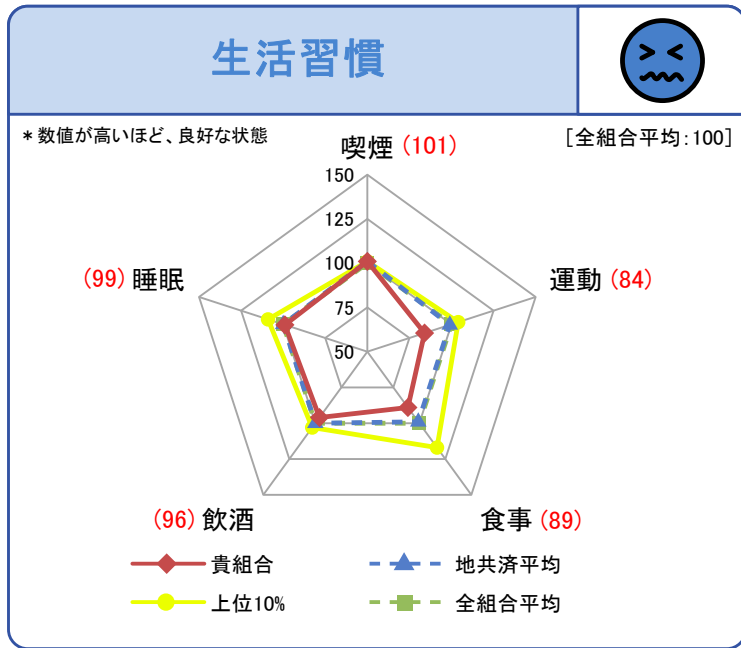 生活習慣
*数値が高いほど、良好な状態
[全組合平均:100]
喫煙 (101)
150
125
100
75
50
(99) 睡眠
運動 (84)
(96) 飲酒
食事 (89)
貴組合
地共済平均
上位10%
全組合平均